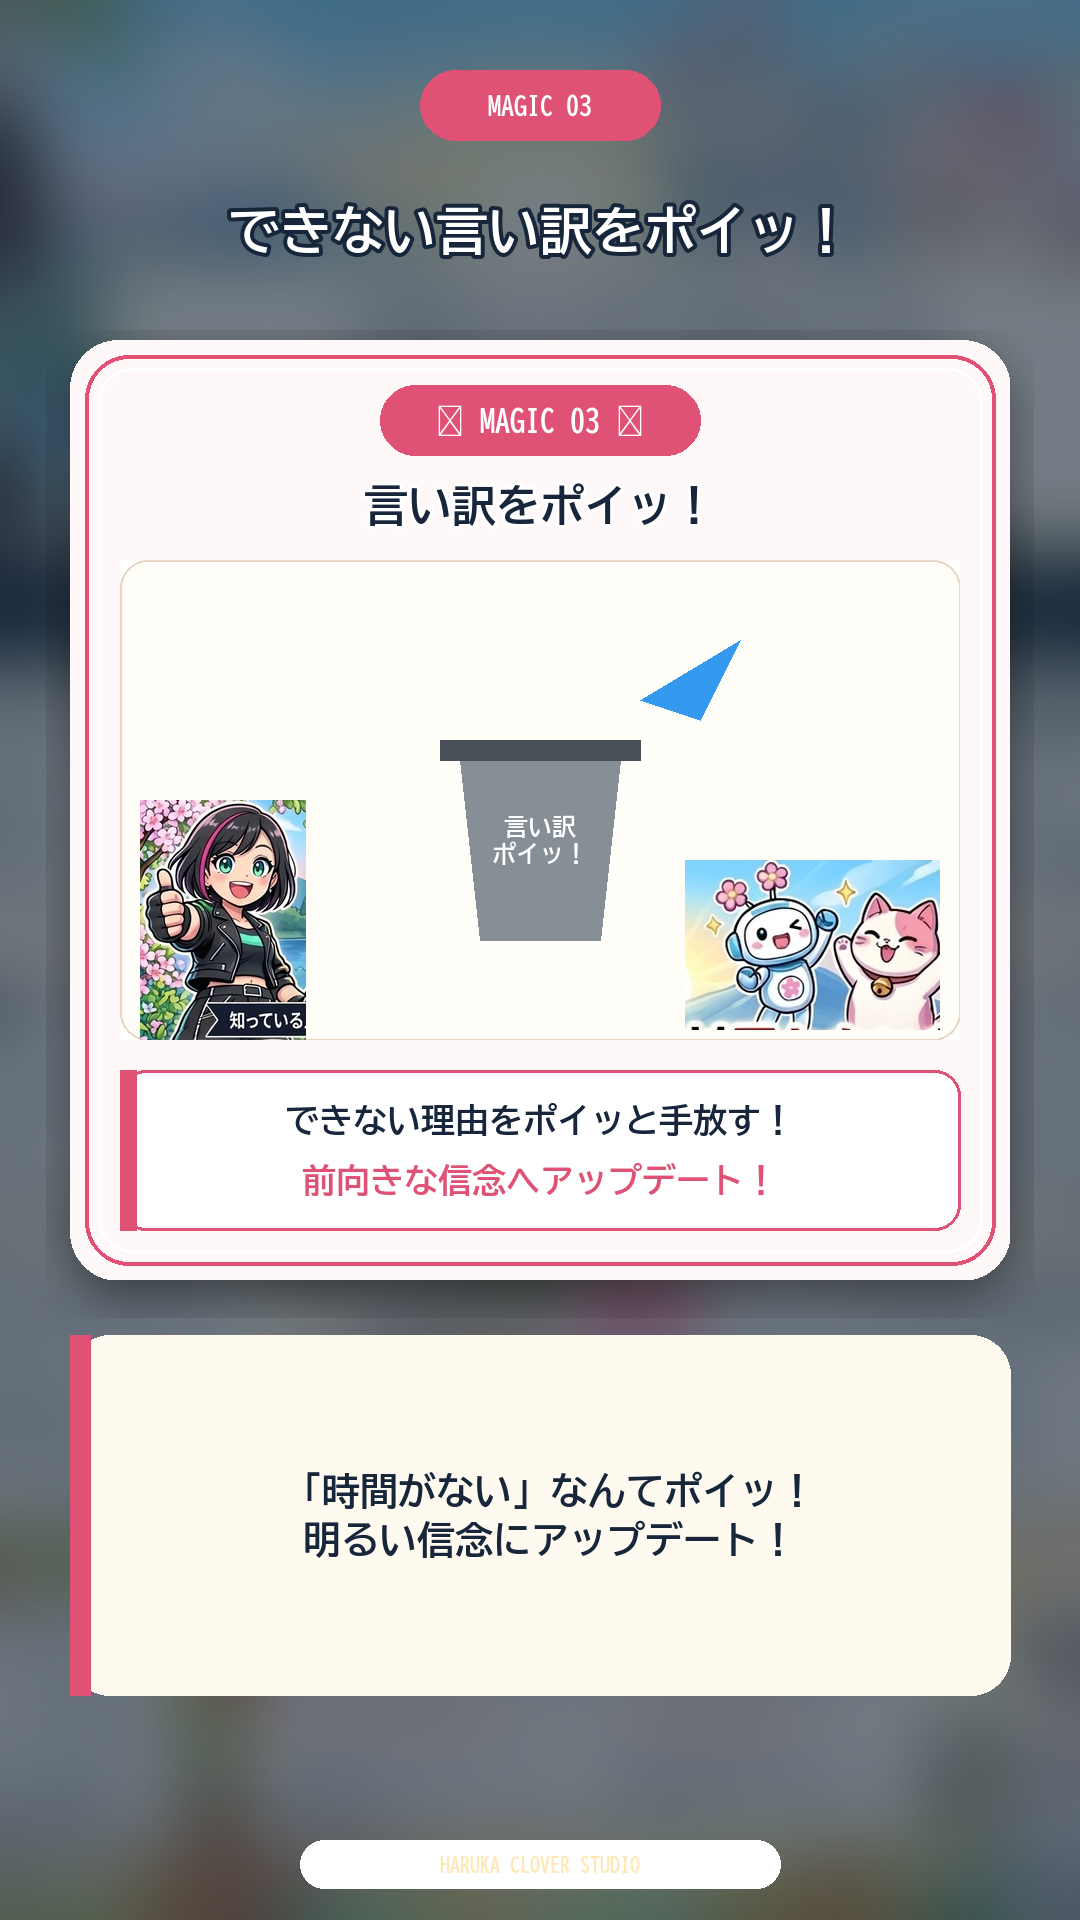 MAGIC 03
できない言い訳をポイッ！
MAGIC 03
言い訳をポイッ！
言い訳
ポイッ！
知っている
できない理由をポイッと手放す！
前向きな信念へアップデート！
「時間がない」なんてポイッ！
明るい信念にアップデート！
HARUKA CLOVER STUDIO